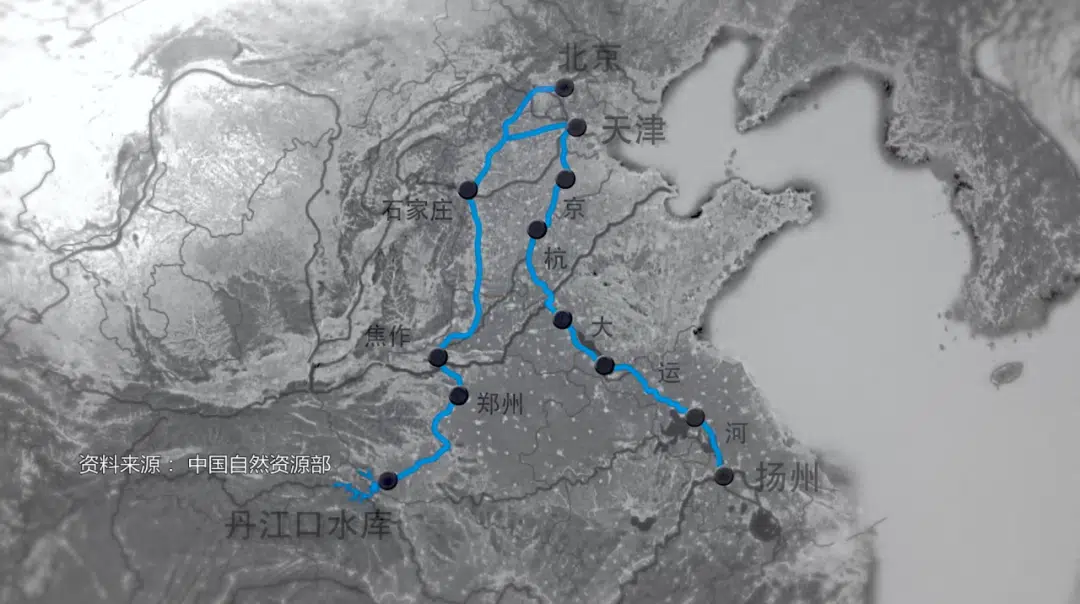 北京
天津
石家庄
京
杭
焦作
大
运
郑州
河
资料来源： 中国自然资源部
扬州
丹江口水库